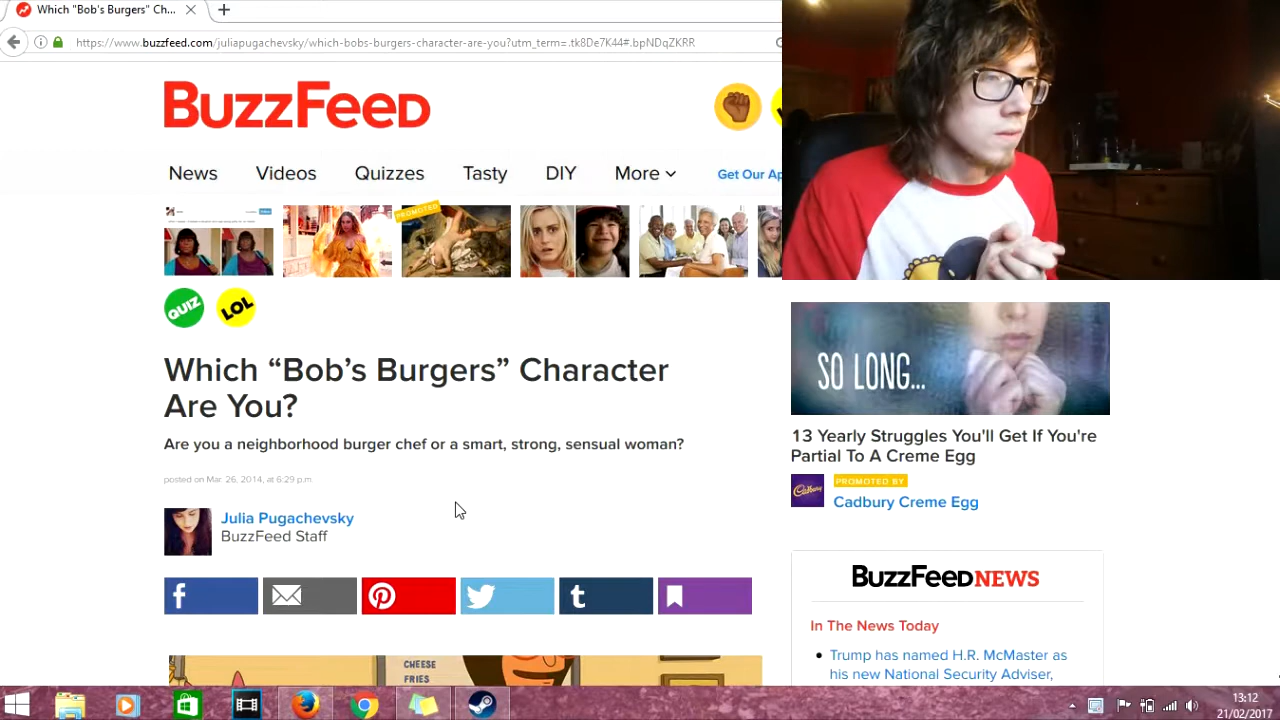 Which "Bob's Burgers" Ch...
https://www.buzzfeed.com/juliapugachevsky/which-bobs-burgers-character-are-you?utm_term=.tk8De7K44#.bpNDqZKRR
BuzzFeed
News Videos Quizzes Tasty DIY More Get Our Ap
PROMOTED
QUIZ LOL
Which “Bob’s Burgers” Character
Are You?
Are you a neighborhood burger chef or a smart, strong, sensual woman?
posted on Mar. 26, 2014, at 6:29 p.m.
Julia Pugachevsky
BuzzFeed Staff
CHEESE
FRIES
SO LONG...
13 Yearly Struggles You'll Get If You're
Partial To A Creme Egg
Cadbury
PROMOTED BY
Cadbury Creme Egg
BuzzFeedNEWS
In The News Today
Trump has named H.R. McMaster as
his new National Security Adviser,
13:12
21/02/2017